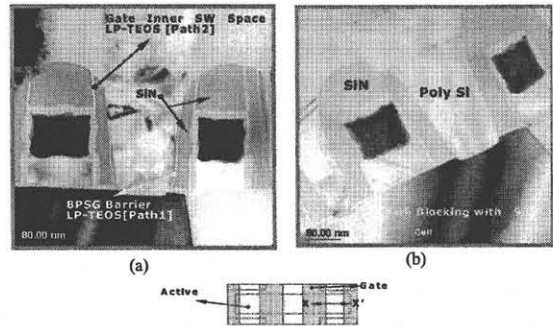 Gate Inner SW Space
LP-TEOS [Path2]
SiN
BPSG Barrier
LP-TEOS[Path1]
80.00 nm
(a)
SiN
Poly Si
Blocking with
Cell
80.00 nm
(b)
Active
Gate
X X'